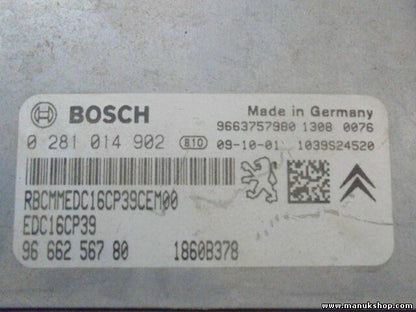 BOSCH
Made in Germany
9663757980 1308 0076
0 281 014 902 810 09-10-01 1039S24520
RBCMMEDC16CP39CEM00
EDC16CP39
96 662 567 80 1860B378
www.manukshop.com